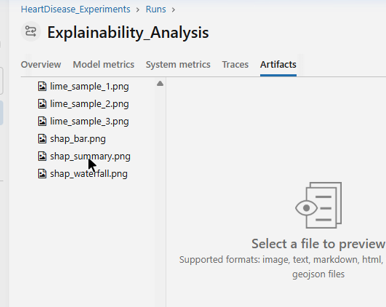 HeartDisease_Experiments > Runs >
Explainability_Analysis
Overview Model metrics System metrics Traces Artifacts
lime_sample_1.png
lime_sample_2.png
lime_sample_3.png
shap_bar.png
shap_summary.png
shap_waterfall.png
Select a file to preview
Supported formats: image, text, markdown, html,
geojson files